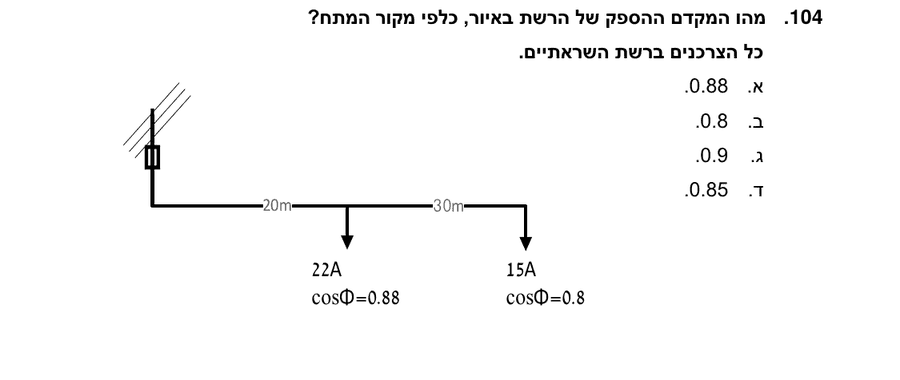 104. מהו המקדם ההספק של הרשת באיור, כלפי מקור המתח?
כל הצרכנים ברשת השראתיים.
א. 0.88.
ב. 0.8.
ג. 0.9.
ד. 0.85.
20m 30m
22A 15A
cosΦ=0.88 cosΦ=0.8